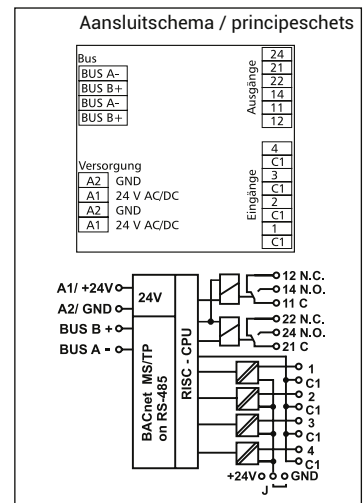 Aansluitschema / principeschets
Bus
BUS A-
BUS B+
BUS A-
BUS B+
Versorgung
A2 GND
A1 24 V AC/DC
A2 GND
A1 24 V AC/DC
Ausgänge
24
21
22
14
11
12
Eingänge
4
C1
3
C1
2
C1
1
C1
A1/ +24V
A2/ GND
BUS B +
BUS A -
24V
BACnet MS/TP
on RS-485
RISC - CPU
12 N.C.
14 N.O.
11 C
22 N.C.
24 N.O.
21 C
1
C1
2
C1
3
C1
4
C1
+24V GND
J